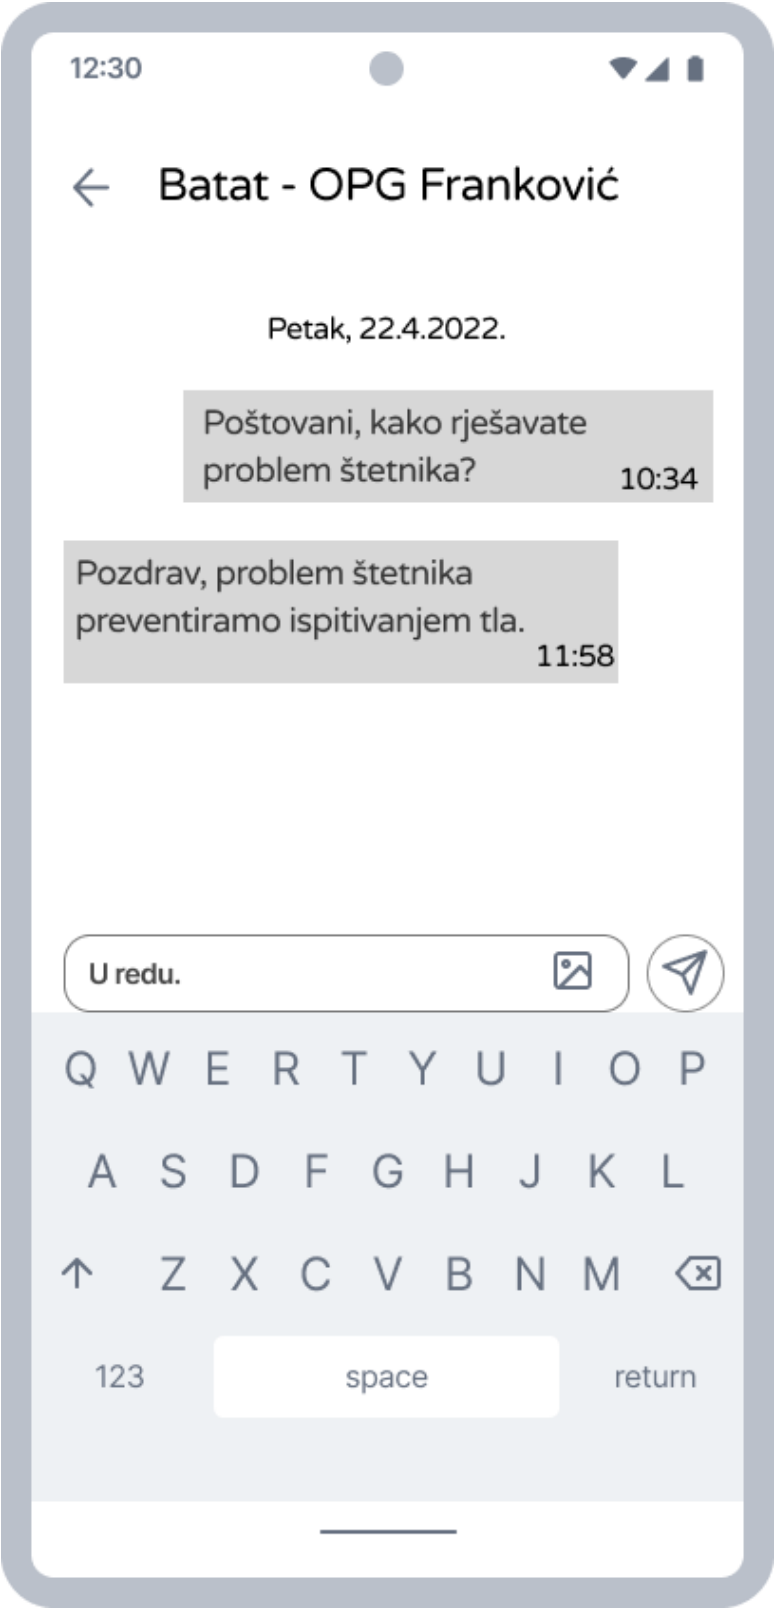 12:30
Batat - OPG Franković
Petak, 22.4.2022.
Poštovani, kako rješavate
problem štetnika?
10:34
Pozdrav, problem štetnika
preventiramo ispitivanjem tla.
11:58
U redu.
Q W E R T Y U I O P
A S D F G H J K L
Z X C V B N M
123 space return